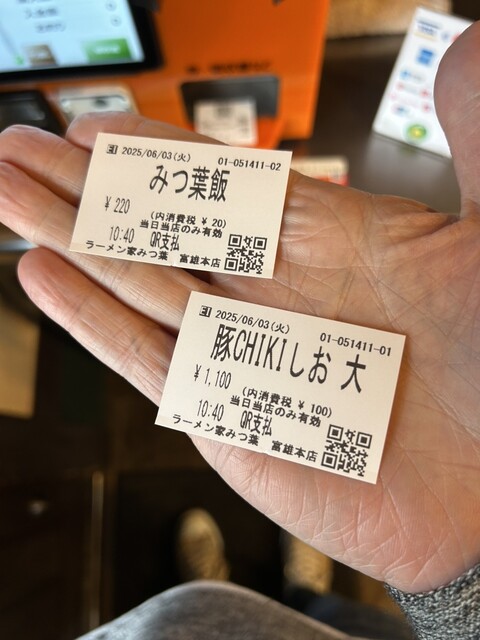 EI 2025/06/03(火) 01-051411-02
みつ葉飯
¥ 220
(内消費税 ¥ 20)
当日当店のみ有効
10:40 QR支払
ラーメン家みつ葉 富雄本店
EI 2025/06/03(火) 01-051411-01
豚CHIKIしお 大
¥ 1,100
(内消費税 ¥ 100)
当日当店のみ有効
10:40 QR支払
ラーメン家みつ葉 富雄本店